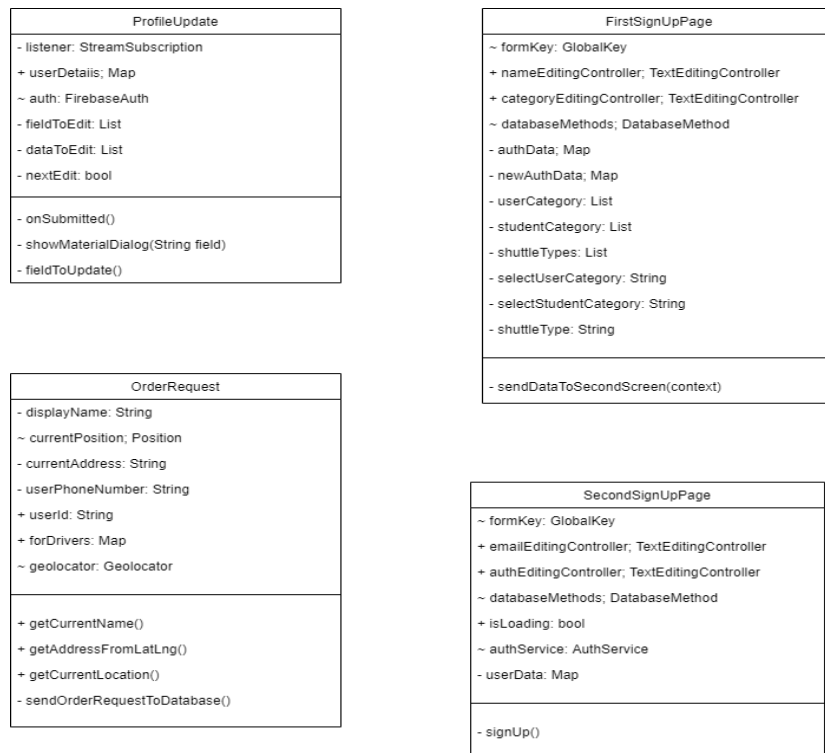 ProfileUpdate
- listener: StreamSubscription
+ userDetaiis; Map
~ auth: FirebaseAuth
- fieldToEdit: List
- dataToEdit: List
- nextEdit: bool
- onSubmitted()
- showMaterialDialog(String field)
- fieldToUpdate()
FirstSignUpPage
~ formKey: GlobalKey
+ nameEditingController; TextEditingController
+ categoryEditingController; TextEditingController
~ databaseMethods; DatabaseMethod
- authData; Map
- newAuthData; Map
- userCategory: List
- studentCategory: List
- shuttleTypes: List
- selectUserCategory: String
- selectStudentCategory: String
- shuttleType: String
- sendDataToSecondScreen(context)
OrderRequest
- displayName: String
~ currentPosition; Position
- currentAddress: String
- userPhoneNumber: String
+ userId: String
+ forDrivers: Map
~ geolocator: Geolocator
+ getCurrentName()
+ getAddressFromLatLng()
+ getCurrentLocation()
- sendOrderRequestToDatabase()
SecondSignUpPage
~ formKey: GlobalKey
+ emailEditingController; TextEditingController
+ authEditingController; TextEditingController
~ databaseMethods; DatabaseMethod
+ isLoading: bool
~ authService: AuthService
- userData: Map
- signUp()